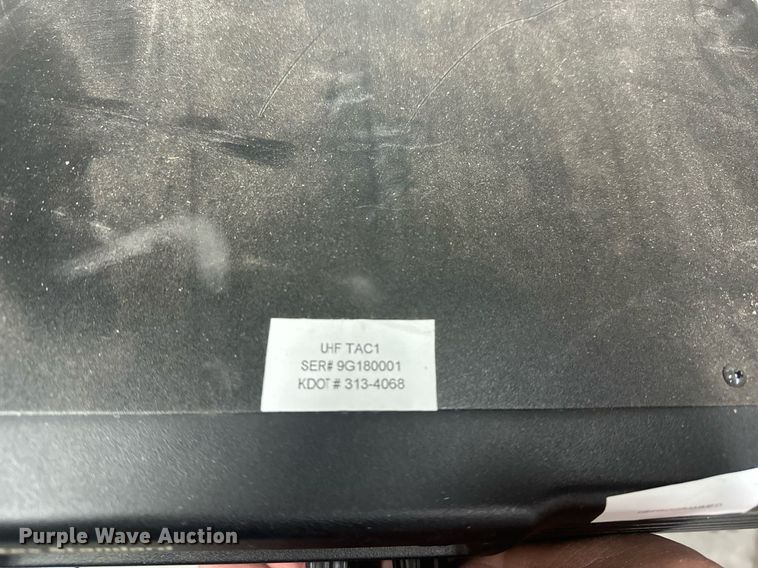 UHF TAC1
SER# 9G180001
KDOT # 313-4068
Purple Wave Auction